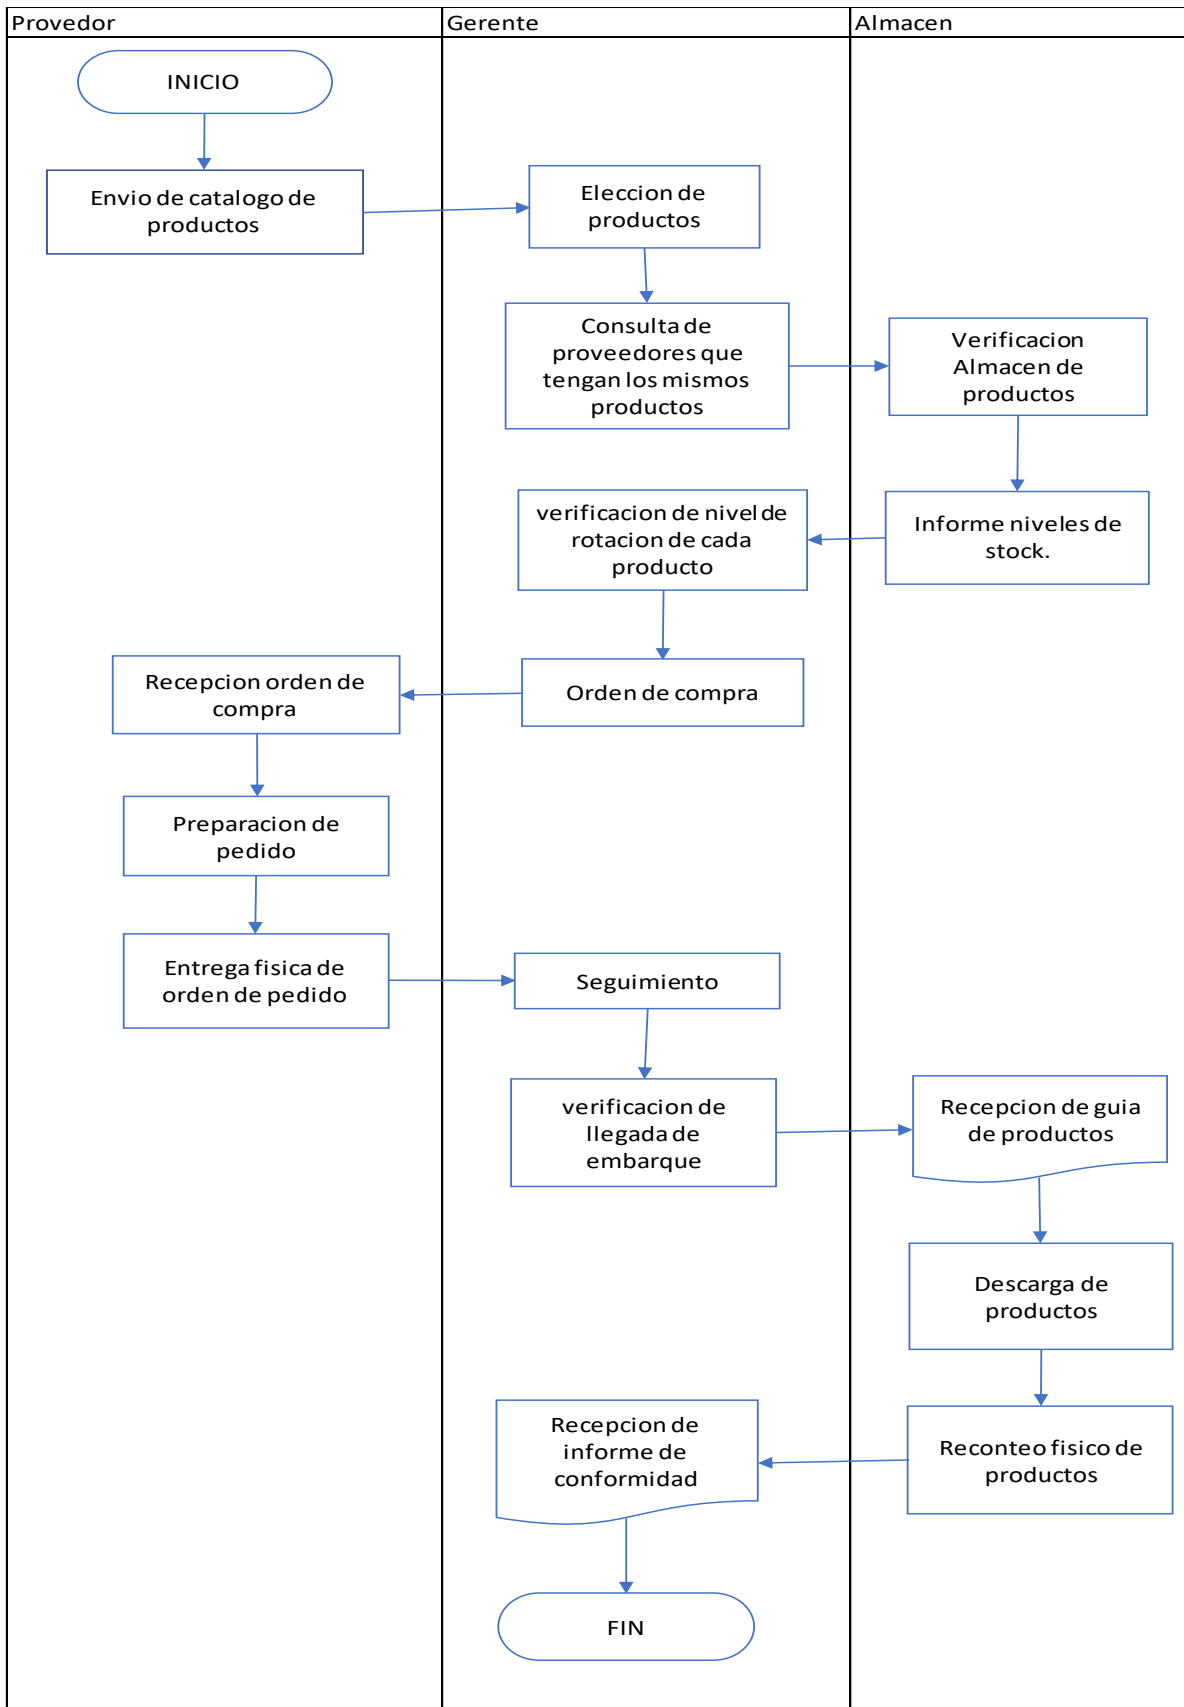 Provedor
Gerente
Almacen
INICIO
Envio de catalogo de
productos
Eleccion de
productos
Consulta de
proveedores que
tengan los mismos
productos
Verificacion
Almacen de
productos
verificacion de nivel de
rotacion de cada
producto
Informe niveles de
stock.
Recepcion orden de
compra
Orden de compra
Preparacion de
pedido
Entrega fisica de
orden de pedido
Seguimiento
verificacion de
llegada de
embarque
Recepcion de guia
de productos
Descarga de
productos
Recepcion de
informe de
conformidad
Reconteo fisico de
productos
FIN